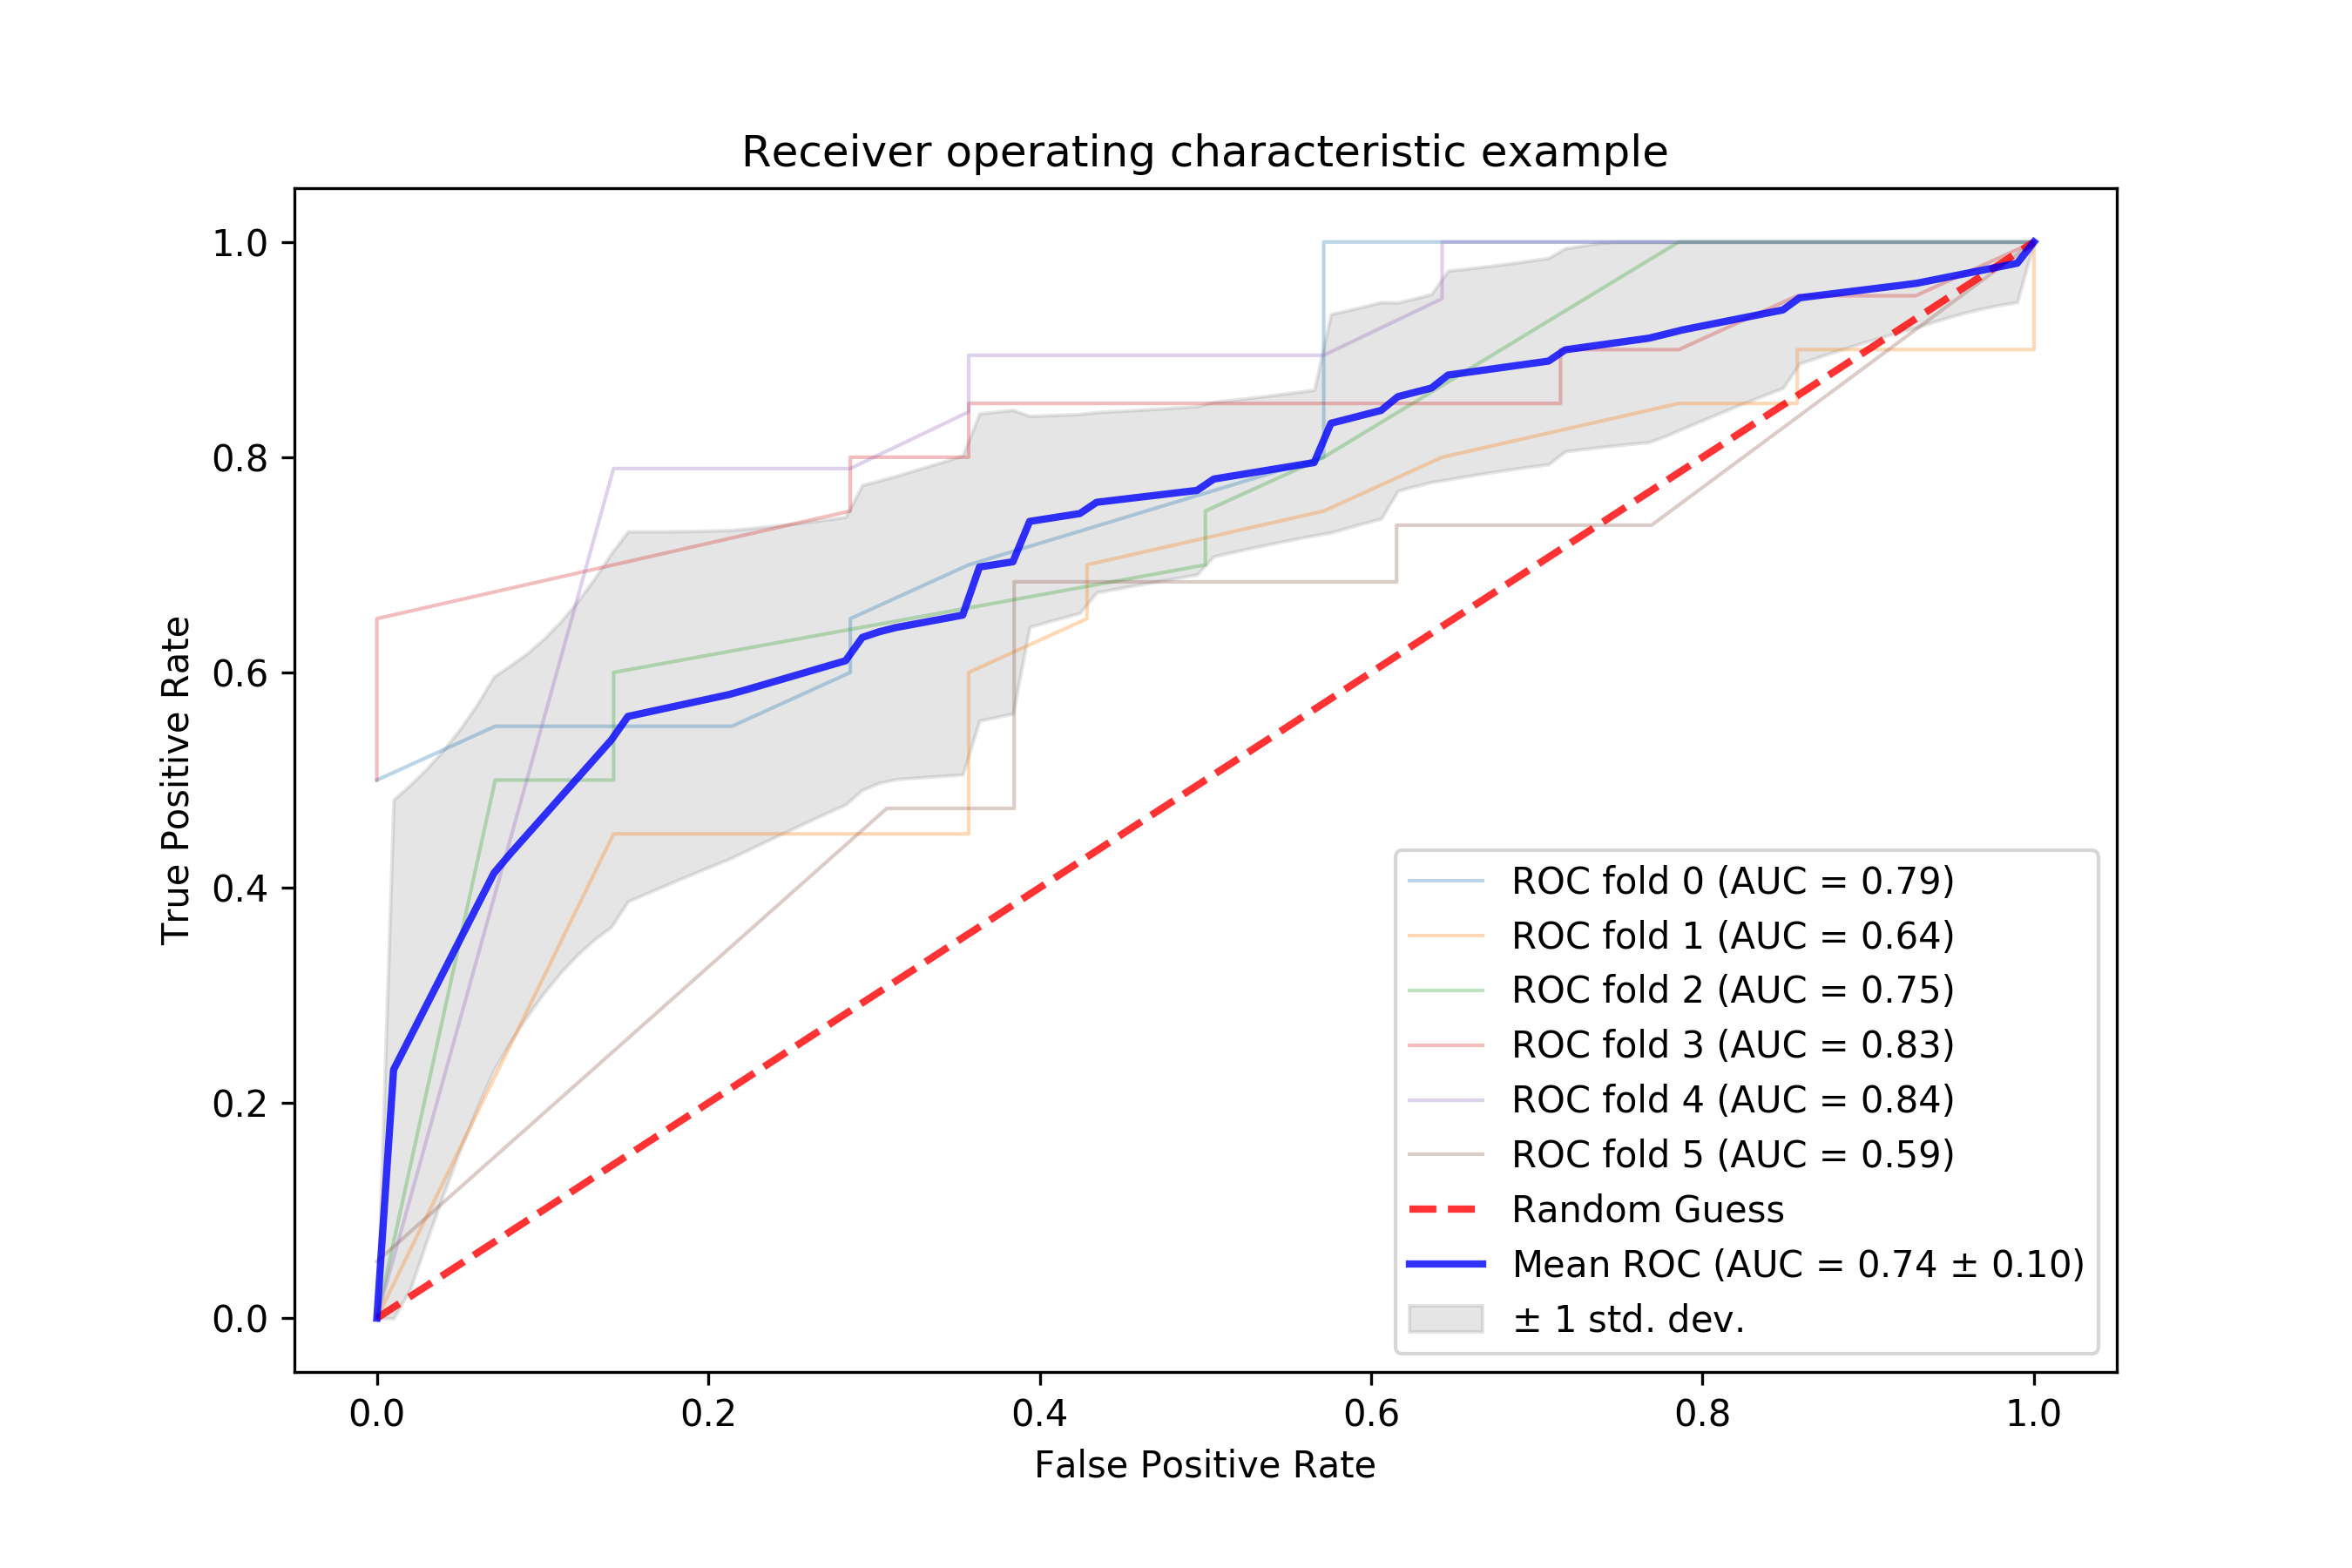 Receiver operating characteristic example
1.0
0.8
0.6
0.4
0.2
0.0
True Positive Rate
ROC fold 0 (AUC = 0.79)
ROC fold 1 (AUC = 0.64)
ROC fold 2 (AUC = 0.75)
ROC fold 3 (AUC = 0.83)
ROC fold 4 (AUC = 0.84)
ROC fold 5 (AUC = 0.59)
Random Guess
Mean ROC (AUC = 0.74 ± 0.10)
± 1 std. dev.
0.0 0.2 0.4 0.6 0.8 1.0
False Positive Rate